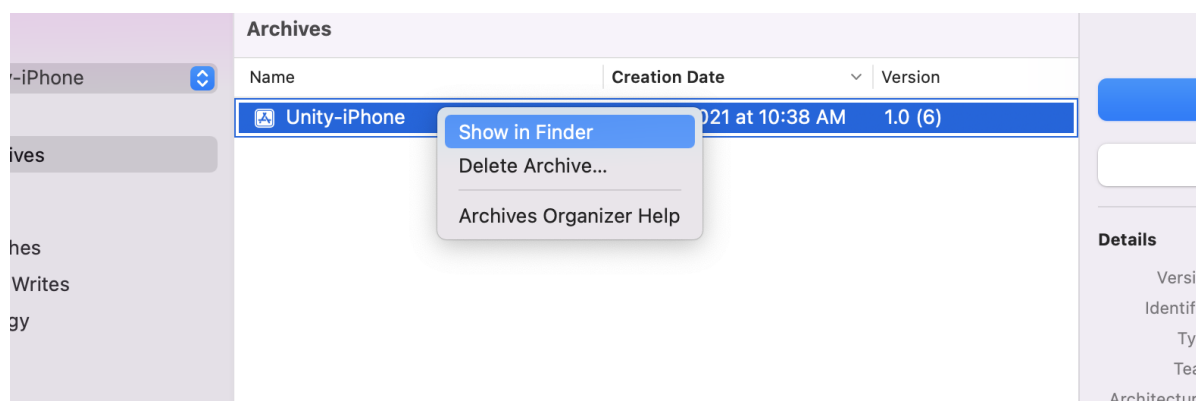 Archives
-iPhone
Name Creation Date Version
Unity-iPhone 021 at 10:38 AM 1.0 (6)
Show in Finder
Delete Archive...
Archives Organizer Help
ives
hes
Writes
gy
Details
Versi
Identif
Ty
Tea
Architectur